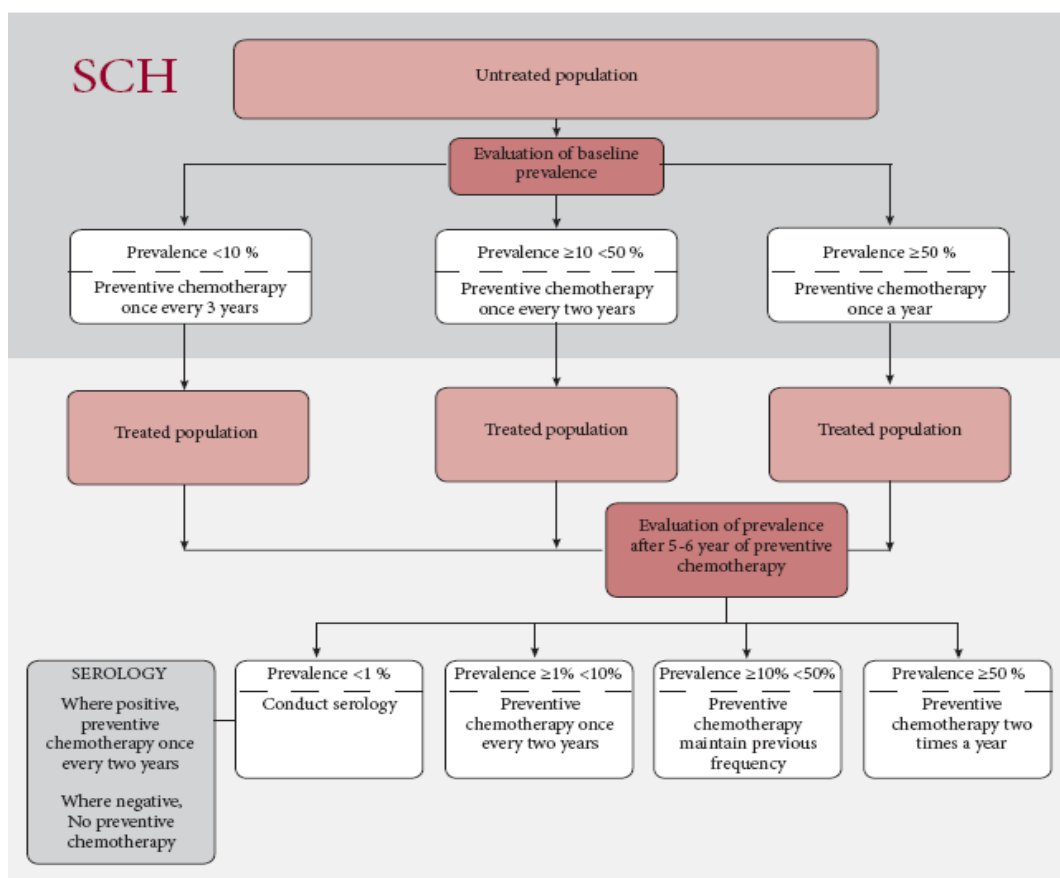 SCH
Untreated population
Evaluation of baseline
prevalence
Prevalence <10 %
Preventive chemotherapy
once every 3 years
Prevalence ≥10 <50 %
Preventive chemotherapy
once every two years
Prevalence ≥50 %
Preventive chemotherapy
once a year
Treated population
Treated population
Treated population
Evaluation of prevalence
after 5-6 year of preventive
chemotherapy
SEROLOGY
Where positive,
preventive
chemotherapy once
every two years
Where negative,
No preventive
chemotherapy
Prevalence <1 %
Conduct serology
Prevalence ≥1% <10%
Preventive
chemotherapy once
every two years
Prevalence ≥10% <50%
Preventive
chemotherapy
maintain previous
frequency
Prevalence ≥50 %
Preventive
chemotherapy two
times a year